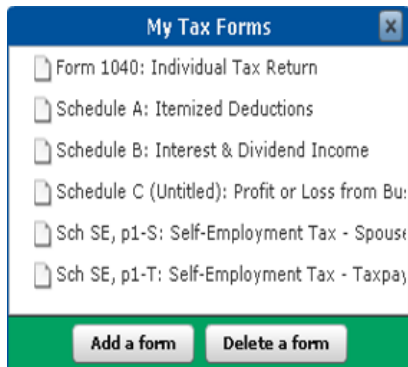 My Tax Forms
Form 1040: Individual Tax Return
Schedule A: Itemized Deductions
Schedule B: Interest & Dividend Income
Schedule C (Untitled): Profit or Loss from Bu
Sch SE, p1-S: Self-Employment Tax - Spouse
Sch SE, p1-T: Self-Employment Tax - Taxpay
Add a form Delete a form